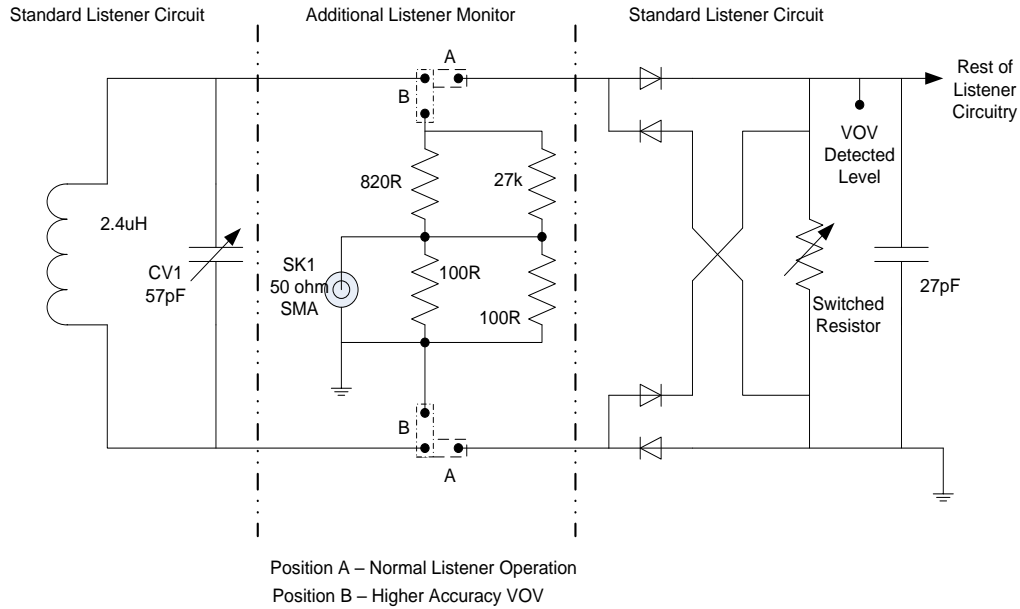 Standard Listener Circuit
Additional Listener Monitor
Standard Listener Circuit
A
B
Rest of
Listener
Circuitry
VOV
Detected
Level
820R
27k
2.4uH
CV1
57pF
SK1
50 ohm
SMA
100R
100R
Switched
Resistor
27pF
B
A
Position A – Normal Listener Operation
Position B – Higher Accuracy VOV